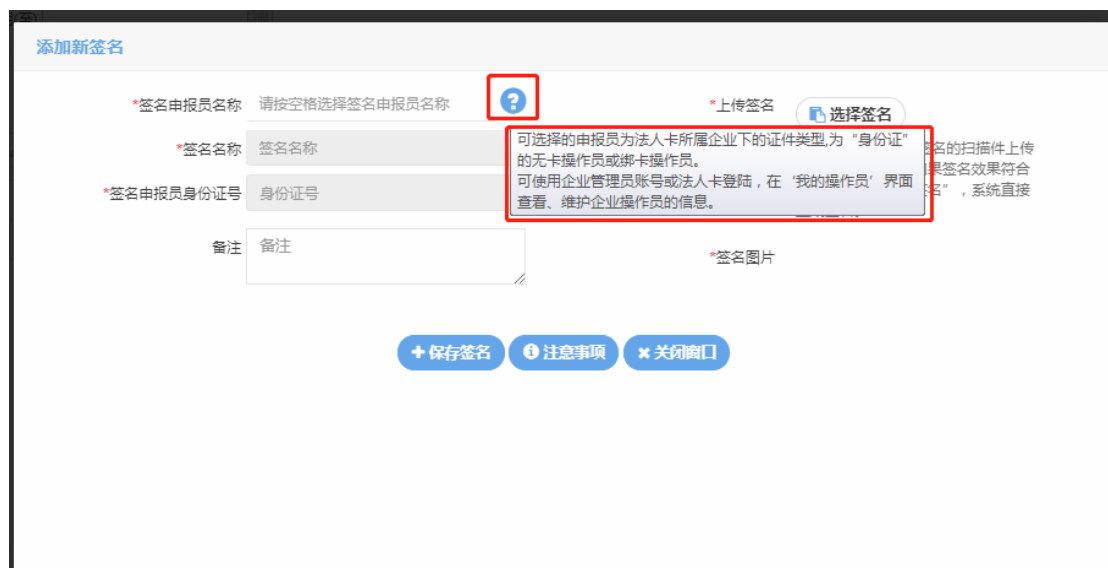 添加新签名
*签名申报员名称 请按空格选择签名申报员名称 ?
*上传签名 选择签名
可选择的申报员为法人卡所属企业下的证件类型,为“身份证”
的无卡操作员或绑卡操作员。
可使用企业管理员账号或法人卡登陆，在‘我的操作员’界面
查看、维护企业操作员的信息。
签名的扫描件上传
果签名效果符合
签名”，系统直接
*签名名称 签名名称
*签名申报员身份证号 身份证号
备注 备注
*签名图片
保存签名 注意事项 关闭窗口